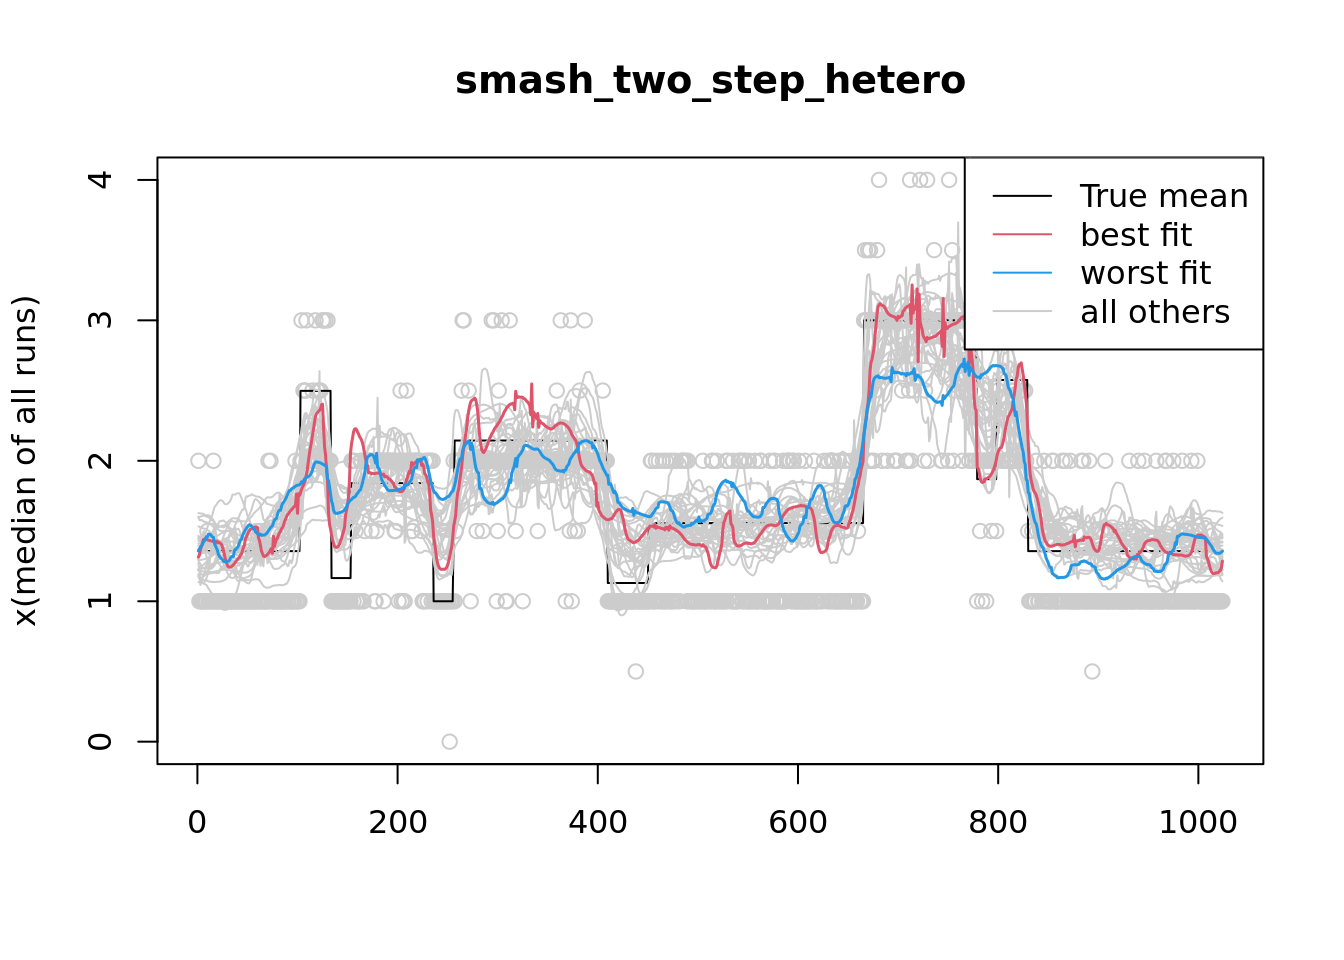 smash_two_step_hetero
x(median of all runs)
4
3
2
1
0
True mean
best fit
worst fit
all others
0 200 400 600 800 1000